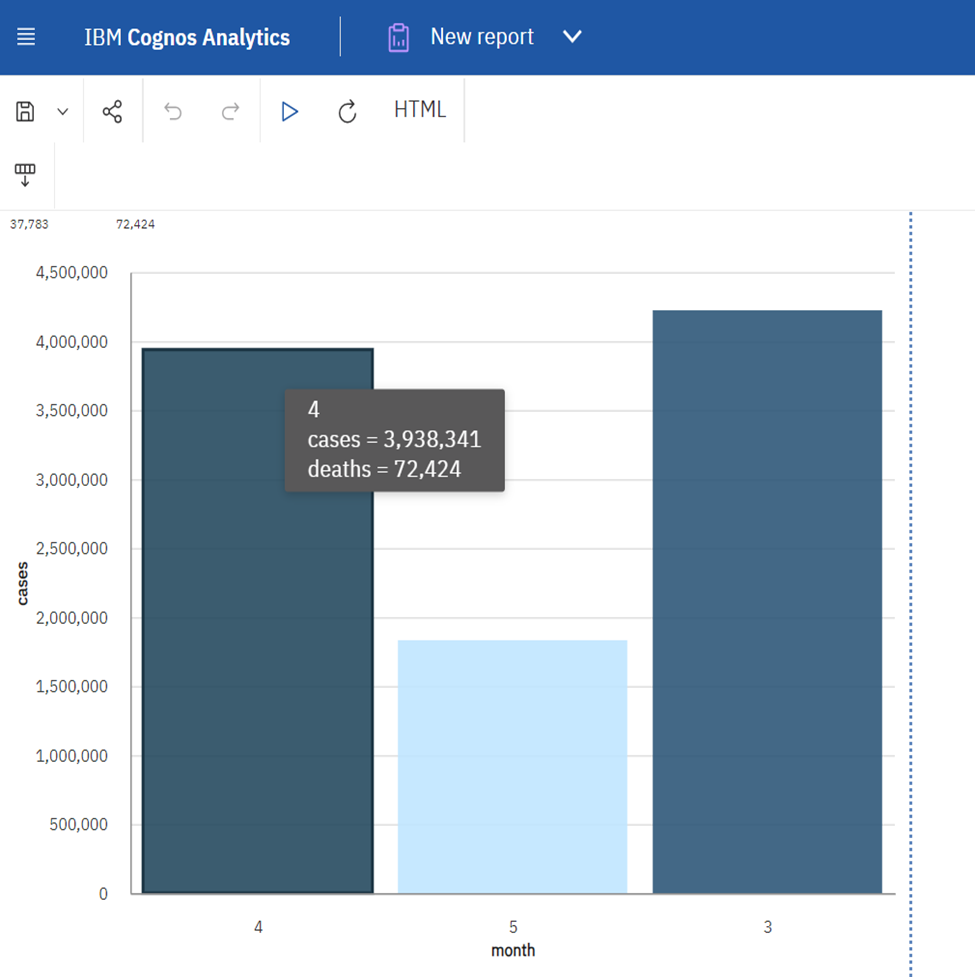 IBM Cognos Analytics
New report
HTML
37,783
72,424
4,500,000
4,000,000
3,500,000
3,000,000
2,500,000
2,000,000
1,500,000
1,000,000
500,000
0
cases
4
cases = 3,938,341
deaths = 72,424
4
5
3
month